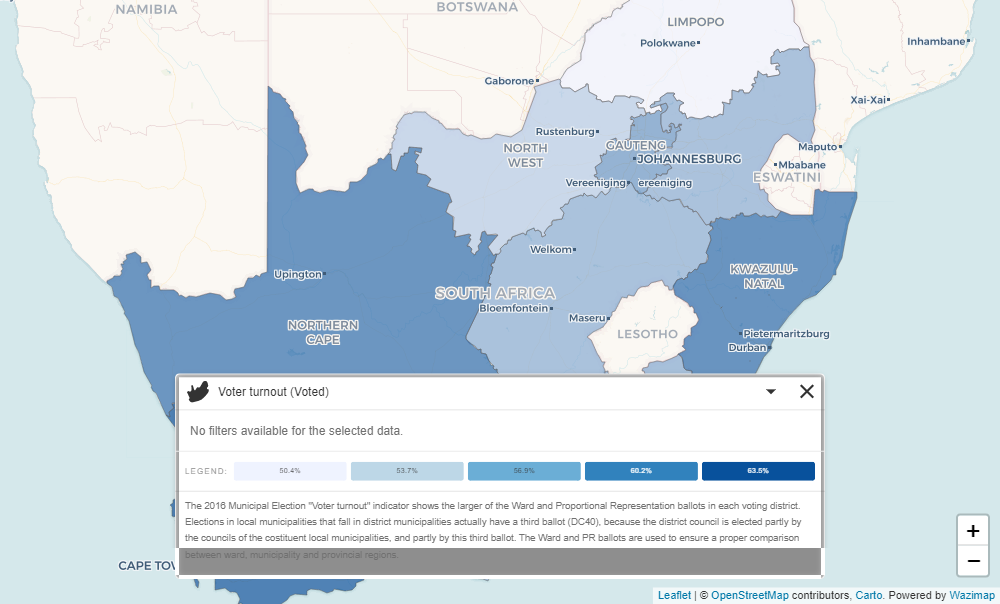 NAMIBIA
BOTSWANA
LIMPOPO
Polokwane
Inhambane
Gaborone
Xai-Xai
Rustenburg
GAUTENG
NORTH
WEST
JOHANNESBURG
Maputo
Mbabane
ESWATINI
Vereeniging
ereeniging
Welkom
KWAZULU-
NATAL
Upington
SOUTH AFRICA
Bloemfontein
Maseru
NORTHERN
CAPE
LESOTHO
Pietermaritzburg
Durban
Voter turnout (Voted)
No filters available for the selected data.
LEGEND: 50.4% 53.7% 56.9% 60.2% 63.5%
The 2016 Municipal Election "Voter turnout" indicator shows the larger of the Ward and Proportional Representation ballots in each voting district.
Elections in local municipalities that fall in district municipalities actually have a third ballot (DC40), because the district council is elected partly by
the councils of the costituent local municipalities, and partly by this third ballot. The Ward and PR ballots are used to ensure a proper comparison
between ward, municipality and provincial regions.
CAPE TOW
+
−
Leaflet | © OpenStreetMap contributors, Carto. Powered by Wazimap